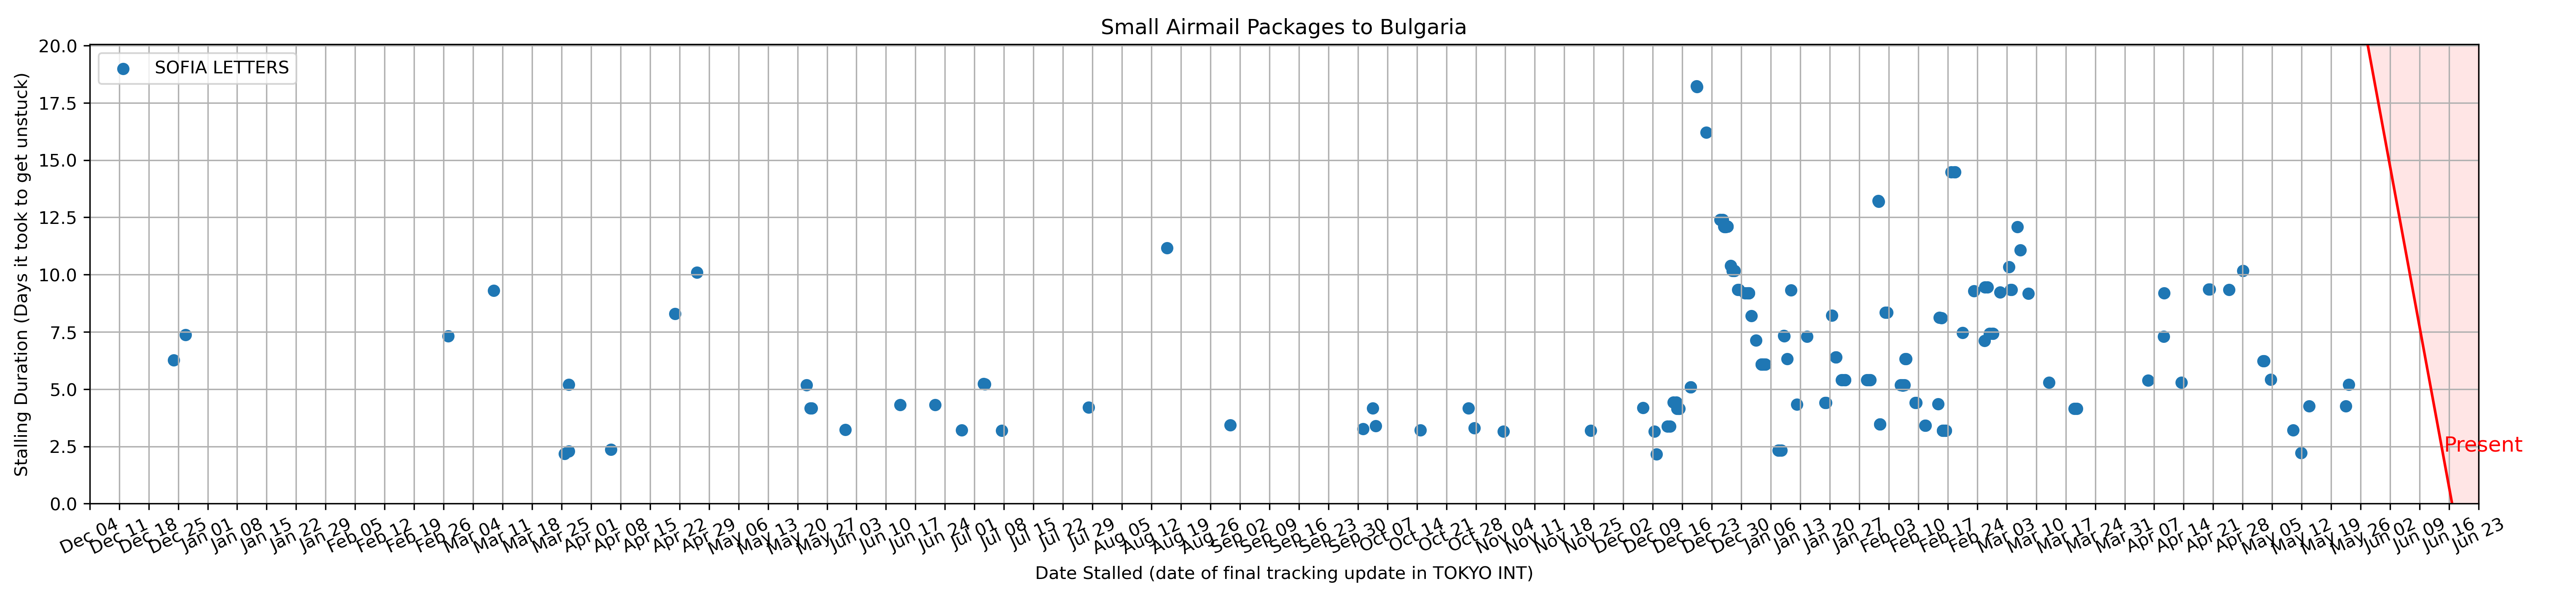 Small Airmail Packages to Bulgaria
SOFIA LETTERS
Stalling Duration (Days it took to get unstuck)
20.0
17.5
15.0
12.5
10.0
7.5
5.0
2.5
0.0
Present
Dec 04 Dec 11 Dec 18 Dec 25 Jan 01 Jan 08 Jan 15 Jan 22 Jan 29 Feb 05 Feb 12 Feb 19 Feb 26 Mar 04 Mar 11 Mar 18 Mar 25 Apr 01 Apr 08 Apr 15 Apr 22 Apr 29 May 06 May 13 May 20 May 27 Jun 03 Jun 10 Jun 17 Jun 24 Jul 01 Jul 08 Jul 15 Jul 22 Jul 29 Aug 05 Aug 12 Aug 19 Aug 26 Sep 02 Sep 09 Sep 16 Sep 23 Sep 30 Oct 07 Oct 14 Oct 21 Oct 28 Nov 04 Nov 11 Nov 18 Nov 25 Dec 02 Dec 09 Dec 16 Dec 23 Dec 30 Jan 06 Jan 13 Jan 20 Jan 27 Feb 03 Feb 10 Feb 17 Feb 24 Mar 03 Mar 10 Mar 17 Mar 24 Mar 31 Apr 07 Apr 14 Apr 21 Apr 28 May 05 May 12 May 19 May 26 Jun 02 Jun 09 Jun 16 Jun 23
Date Stalled (date of final tracking update in TOKYO INT)